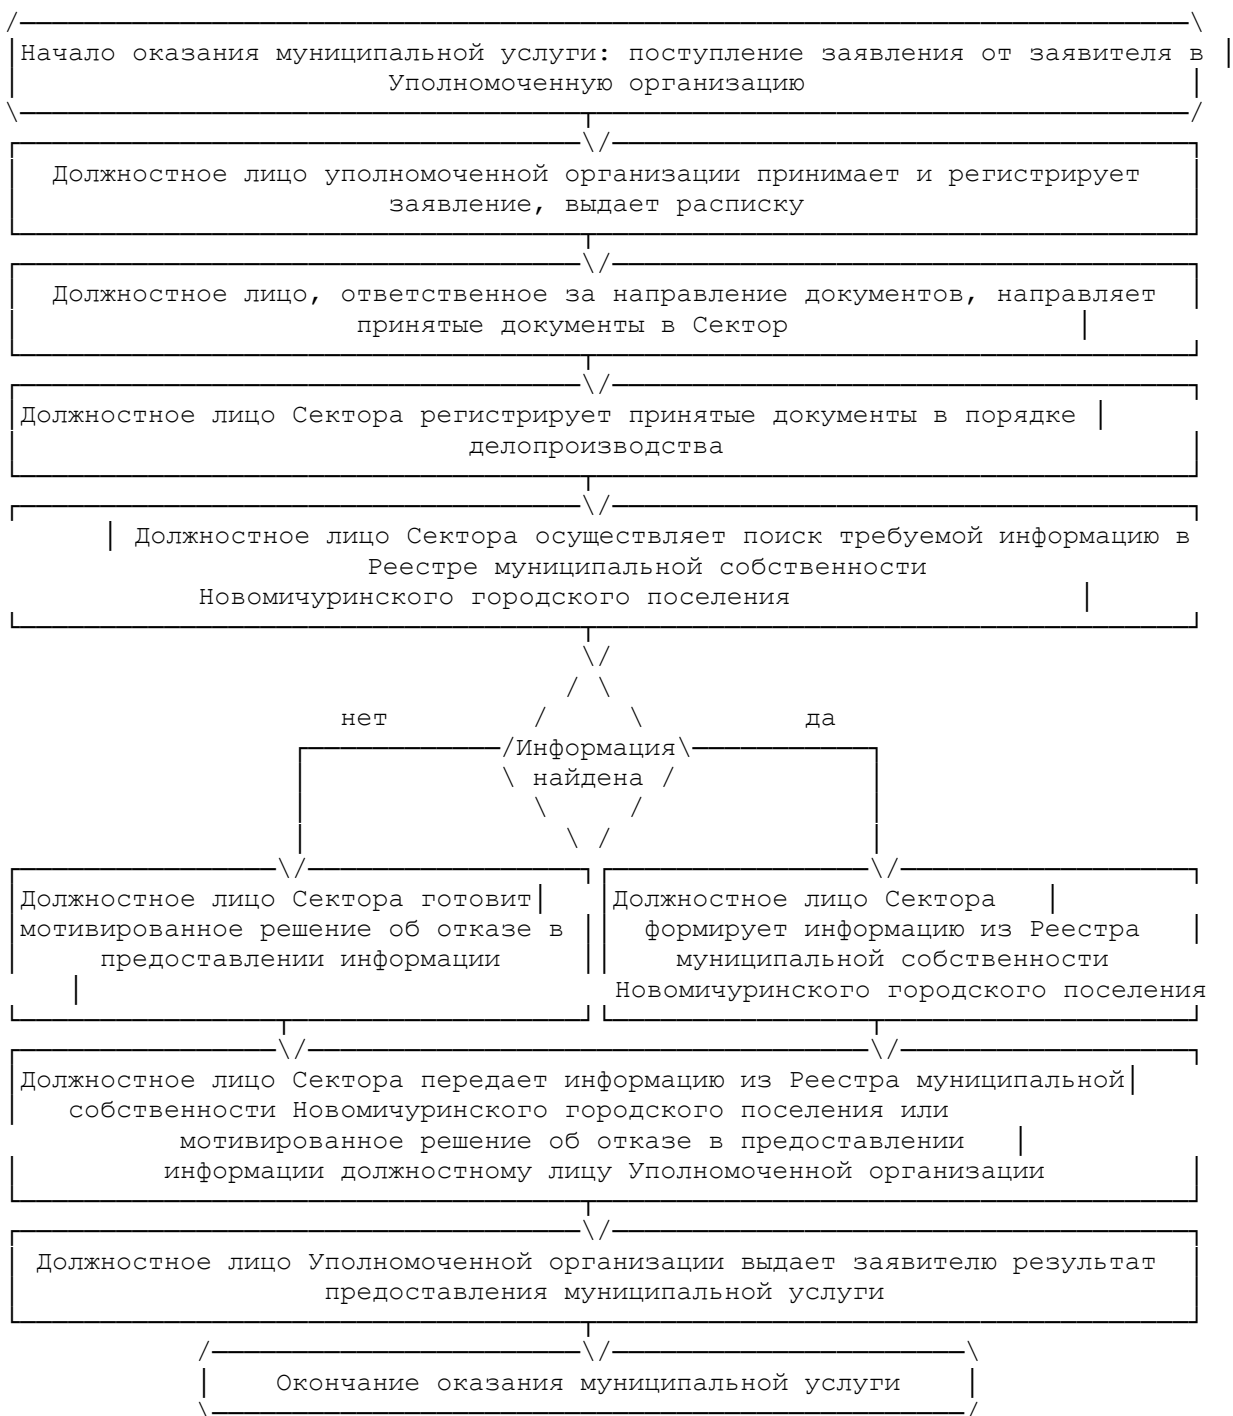 Начало оказания муниципальной услуги: поступление заявления от заявителя в
Уполномоченную организацию
Должностное лицо уполномоченной организации принимает и регистрирует
заявление, выдает расписку
Должностное лицо, ответственное за направление документов, направляет
принятые документы в Сектор
Должностное лицо Сектора регистрирует принятые документы в порядке
делопроизводства
Должностное лицо Сектора осуществляет поиск требуемой информацию в
Реестре муниципальной собственности
Новомичуринского городского поселения
нет
да
Информация
найдена
Должностное лицо Сектора готовит
мотивированное решение об отказе в
предоставлении информации
Должностное лицо Сектора
формирует информацию из Реестра
муниципальной собственности
Новомичуринского городского поселения
Должностное лицо Сектора передает информацию из Реестра муниципальной
собственности Новомичуринского городского поселения или
мотивированное решение об отказе в предоставлении
информации должностному лицу Уполномоченной организации
Должностное лицо Уполномоченной организации выдает заявителю результат
предоставления муниципальной услуги
Окончание оказания муниципальной услуги